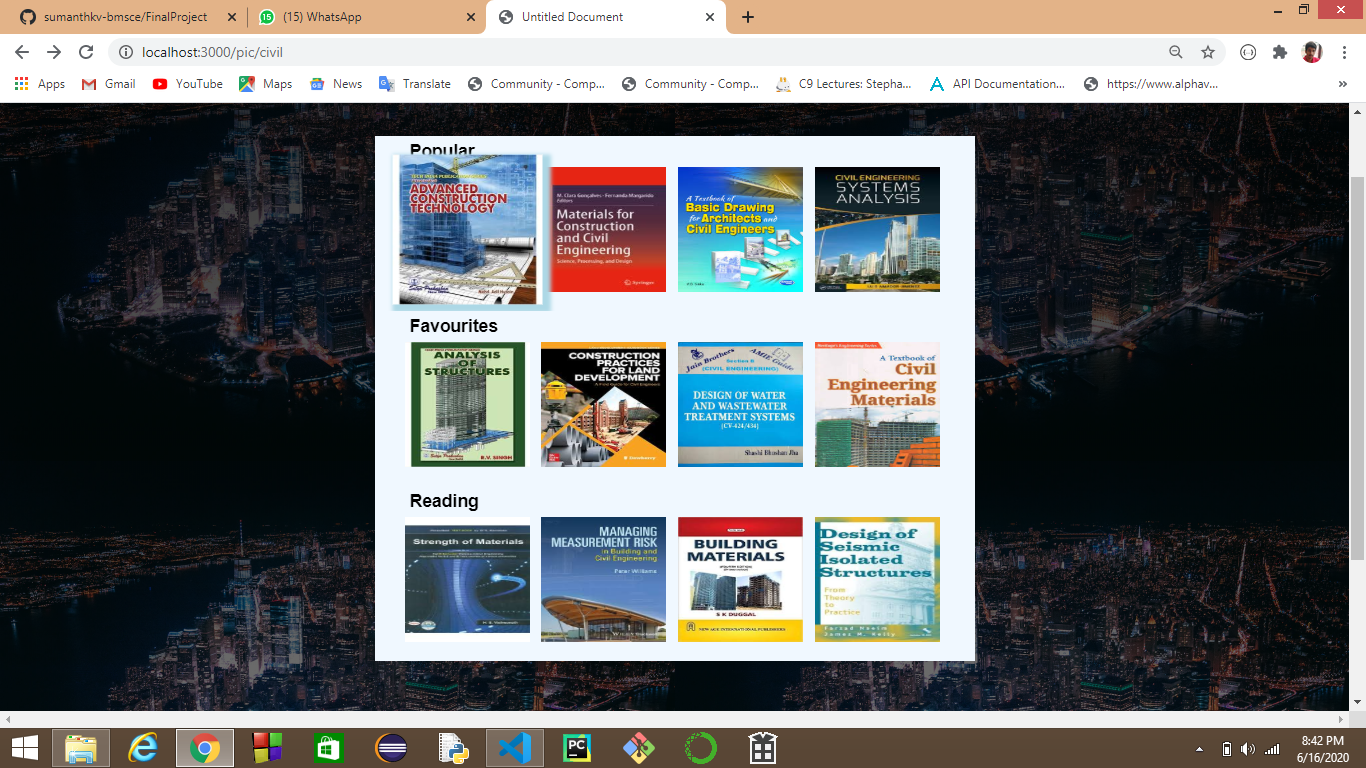 sumanthkv-bmsce/FinalProject
(15) WhatsApp
Untitled Document
localhost:3000/pic/civil
Apps
Gmail
YouTube
Maps
News
Translate
Community - Comp...
Community - Comp...
C9 Lectures: Stepha...
API Documentation...
https://www.alphav...
»
Popular
ADVANCED
CONSTRUCTION
TECHNOLOGY
M. Clara Gonçalves · Fernanda Margarido
Editors
Materials for
Construction
and Civil
Engineering
Science, Processing, and Design
Springer
A Textbook of
Basic Drawing
for Architects and
Civil Engineers
CIVIL ENGINEERING
SYSTEMS
ANALYSIS
Favourites
ANALYSIS
OF
STRUCTURES
CONSTRUCTION
PRACTICES
FOR LAND
DEVELOPMENT
A Field Guide for Civil Engineers
Jain Brothers
AMIE Guide
Section B
(CIVIL ENGINEERING)
DESIGN OF WATER
AND WASTEWATER
TREATMENT SYSTEMS
[CV-424/434]
Shashi Bhushan Jha
A Textbook of
Civil
Engineering
Materials
Reading
Strength of Materials
MANAGING
MEASUREMENT RISK
in Building and
Civil Engineering
Peter Williams
BUILDING
MATERIALS
S K DUGGAL
NEW AGE INTERNATIONAL PUBLISHERS
Design of
Seismic
Isolated
Structures
From
Theory
to
Practice
Farzad Naeim
James M. Kelly
PC
8:42 PM
6/16/2020